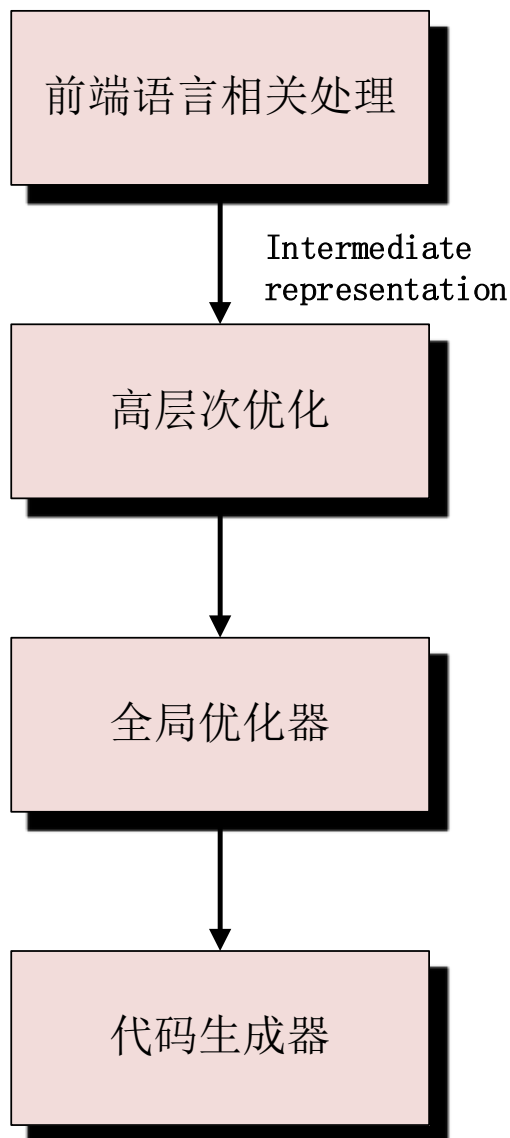 前端语言相关处理
Intermediate
representation
高层次优化
全局优化器
代码生成器